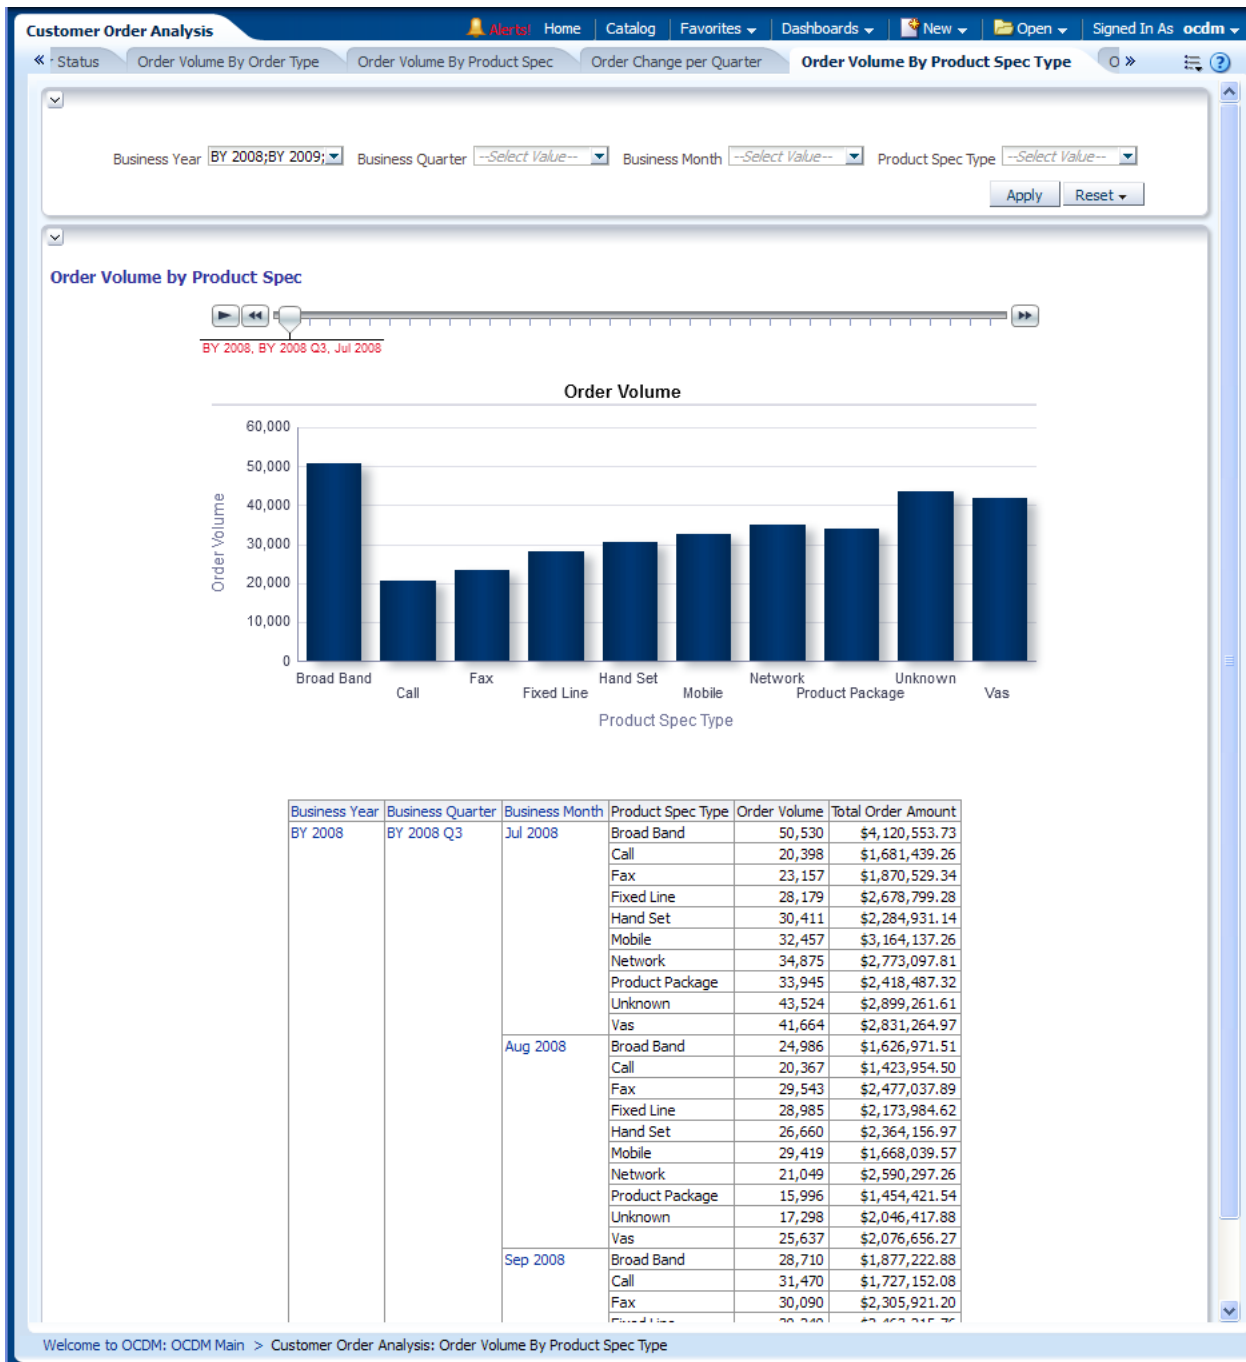 Customer Order Analysis
Alerts! Home Catalog Favorites Dashboards New Open Signed In As ocdm
Status Order Volume By Order Type Order Volume By Product Spec Order Change per Quarter Order Volume By Product Spec Type O
Business Year BY 2008;BY 2009; Business Quarter --Select Value-- Business Month --Select Value-- Product Spec Type --Select Value--
Apply Reset
Order Volume by Product Spec
BY 2008, BY 2008 Q3, Jul 2008
Order Volume
60,000
50,000
40,000
30,000
20,000
10,000
0
Order Volume
Broad Band Call Fax Fixed Line Hand Set Mobile Network Product Package Unknown Vas
Product Spec Type
Business Year Business Quarter Business Month Product Spec Type Order Volume Total Order Amount
BY 2008 BY 2008 Q3 Jul 2008 Broad Band 50,530 $4,120,553.73
Call 20,398 $1,681,439.26
Fax 23,157 $1,870,529.34
Fixed Line 28,179 $2,678,799.28
Hand Set 30,411 $2,284,931.14
Mobile 32,457 $3,164,137.26
Network 34,875 $2,773,097.81
Product Package 33,945 $2,418,487.32
Unknown 43,524 $2,899,261.61
Vas 41,664 $2,831,264.97
Aug 2008 Broad Band 24,986 $1,626,971.51
Call 20,367 $1,423,954.50
Fax 29,543 $2,477,037.89
Fixed Line 28,985 $2,173,984.62
Hand Set 26,660 $2,364,156.97
Mobile 29,419 $1,668,039.57
Network 21,049 $2,590,297.26
Product Package 15,996 $1,454,421.54
Unknown 17,298 $2,046,417.88
Vas 25,637 $2,076,656.27
Sep 2008 Broad Band 28,710 $1,877,222.88
Call 31,470 $1,727,152.08
Fax 30,090 $2,305,921.20
Fixed Line
Welcome to OCDM: OCDM Main > Customer Order Analysis: Order Volume By Product Spec Type